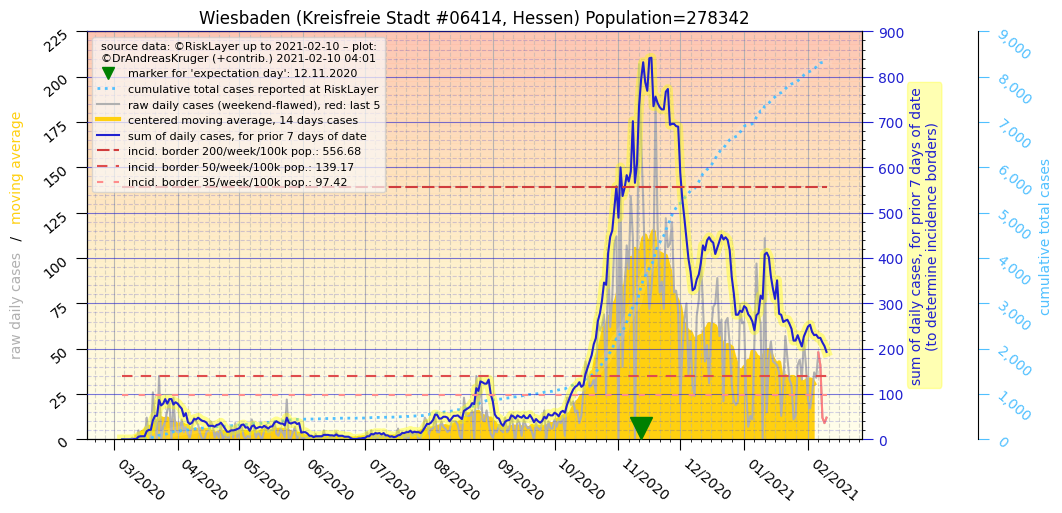 Wiesbaden (Kreisfreie Stadt #06414, Hessen) Population=278342
source data: ©RiskLayer up to 2021-02-10 – plot:
©DrAndreasKruger (+contrib.) 2021-02-10 04:01
marker for 'expectation day': 12.11.2020
cumulative total cases reported at RiskLayer
raw daily cases (weekend-flawed), red: last 5
centered moving average, 14 days cases
sum of daily cases, for prior 7 days of date
incid. border 200/week/100k pop.: 556.68
incid. border 50/week/100k pop.: 139.17
incid. border 35/week/100k pop.: 97.42
raw daily cases / moving average
225
200
175
150
125
100
75
50
25
0
03/2020
04/2020
05/2020
06/2020
07/2020
08/2020
09/2020
10/2020
11/2020
12/2020
01/2021
02/2021
900
800
700
600
500
400
300
200
100
0
sum of daily cases, for prior 7 days of date
(to determine incidence borders)
9,000
8,000
7,000
6,000
5,000
4,000
3,000
2,000
1,000
0
cumulative total cases